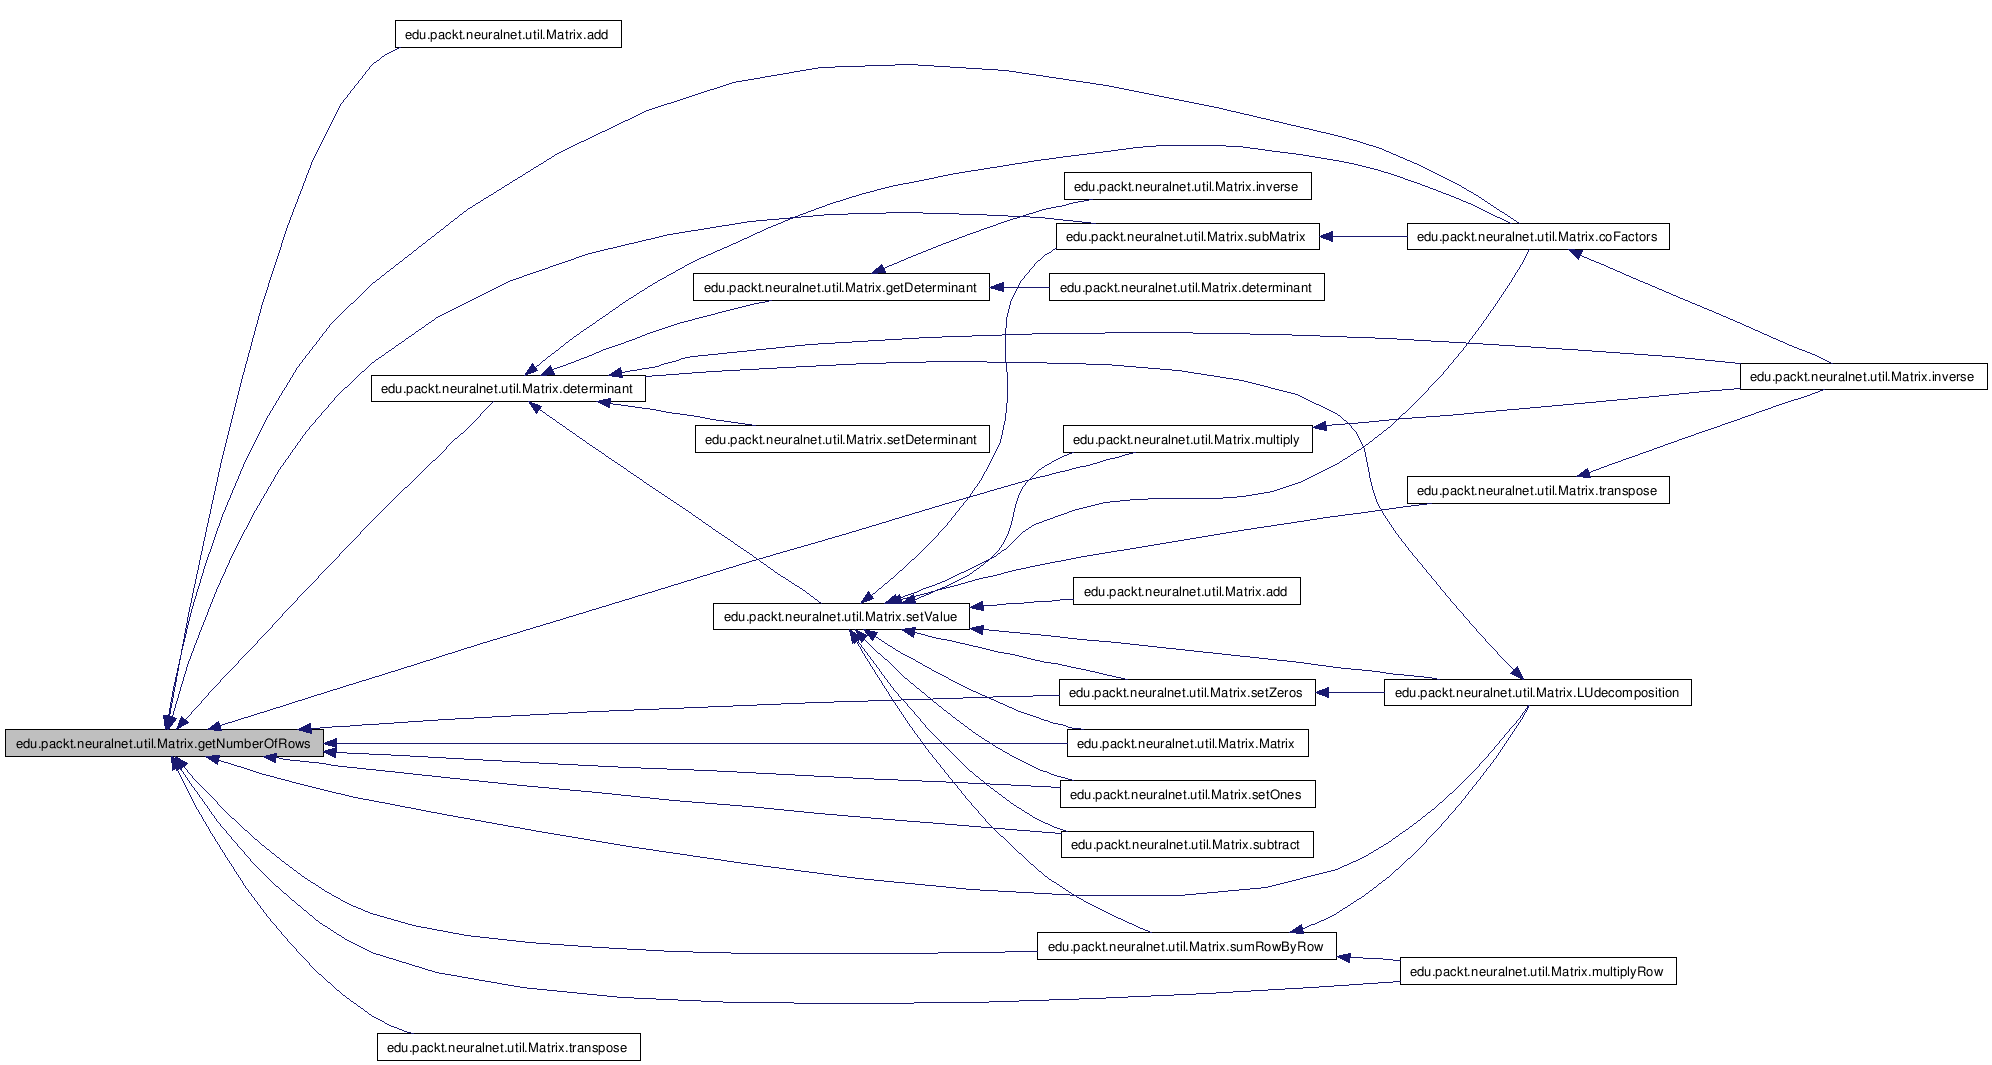 edu.packt.neuralnet.util.Matrix.add
edu.packt.neuralnet.util.Matrix.inverse
edu.packt.neuralnet.util.Matrix.subMatrix
edu.packt.neuralnet.util.Matrix.coFactors
edu.packt.neuralnet.util.Matrix.getDeterminant
edu.packt.neuralnet.util.Matrix.determinant
edu.packt.neuralnet.util.Matrix.inverse
edu.packt.neuralnet.util.Matrix.determinant
edu.packt.neuralnet.util.Matrix.setDeterminant
edu.packt.neuralnet.util.Matrix.multiply
edu.packt.neuralnet.util.Matrix.transpose
edu.packt.neuralnet.util.Matrix.add
edu.packt.neuralnet.util.Matrix.setValue
edu.packt.neuralnet.util.Matrix.setZeros
edu.packt.neuralnet.util.Matrix.LUdecomposition
edu.packt.neuralnet.util.Matrix.getNumberOfRows
edu.packt.neuralnet.util.Matrix.Matrix
edu.packt.neuralnet.util.Matrix.setOnes
edu.packt.neuralnet.util.Matrix.subtract
edu.packt.neuralnet.util.Matrix.sumRowByRow
edu.packt.neuralnet.util.Matrix.multiplyRow
edu.packt.neuralnet.util.Matrix.transpose